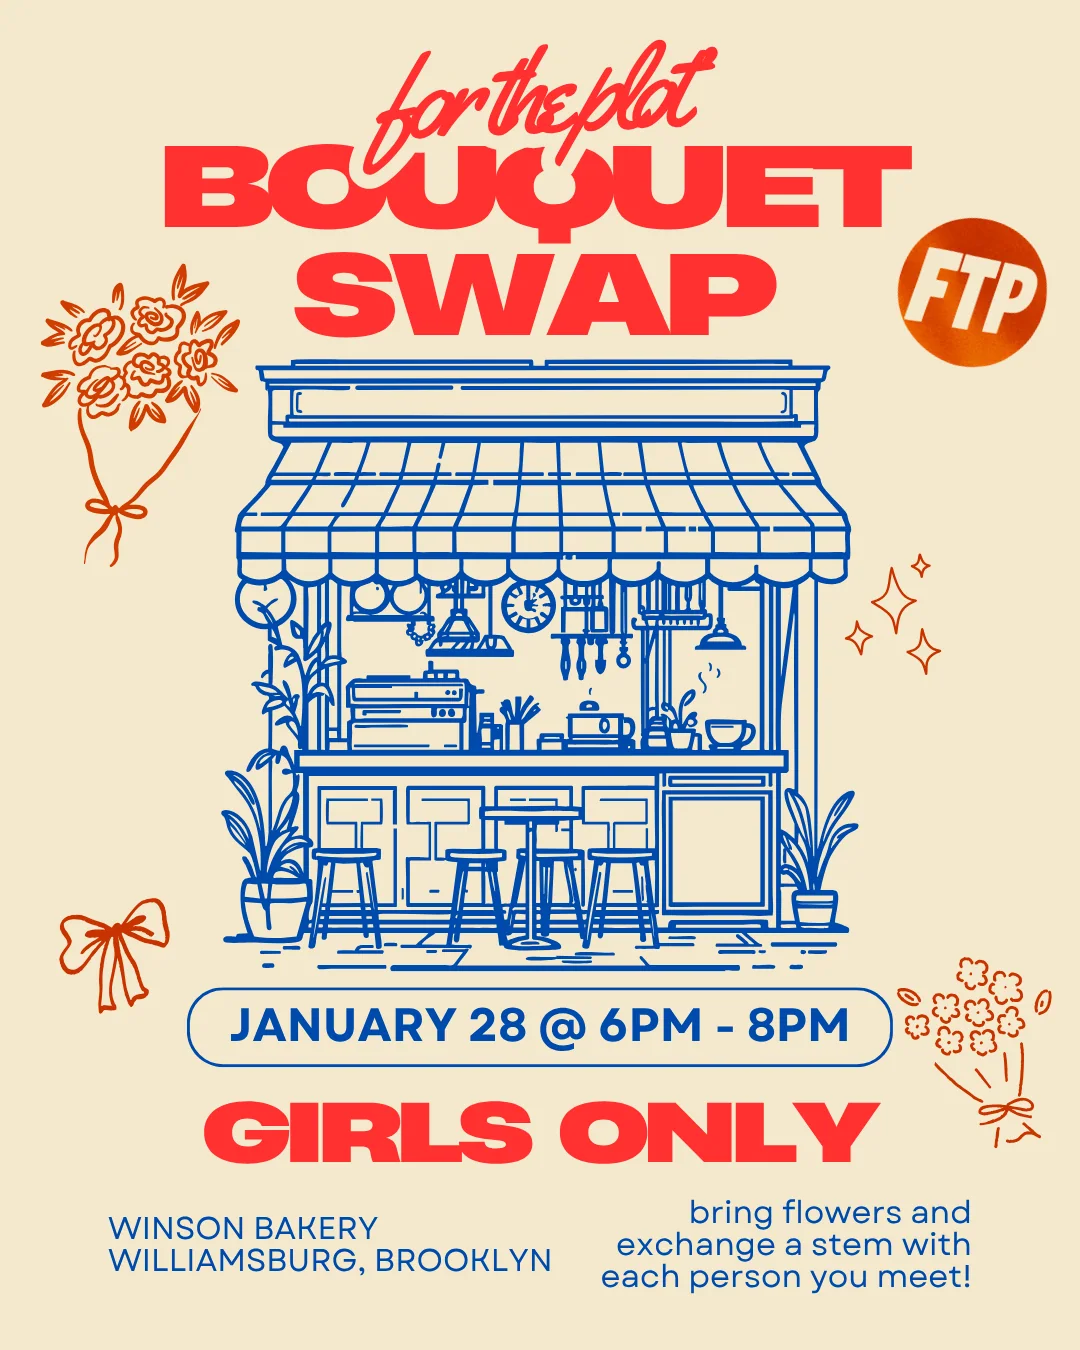 for the plot
BOUQUET
SWAP
FTP
JANUARY 28 @ 6PM - 8PM
GIRLS ONLY
WINSON BAKERY
WILLIAMSBURG, BROOKLYN
bring flowers and
exchange a stem with
each person you meet!